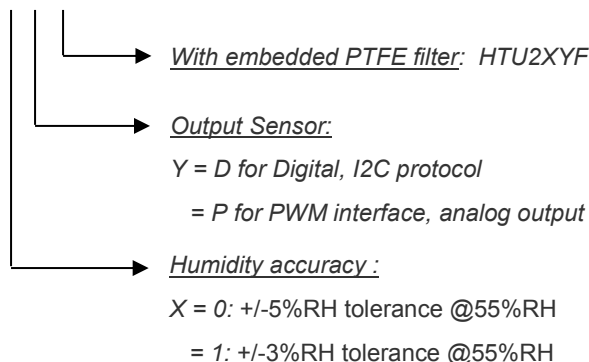 With embedded PTFE filter: HTU2XYF
Output Sensor:
Y = D for Digital, I2C protocol
= P for PWM interface, analog output
Humidity accuracy :
X = 0: +/-5%RH tolerance @55%RH
= 1: +/-3%RH tolerance @55%RH